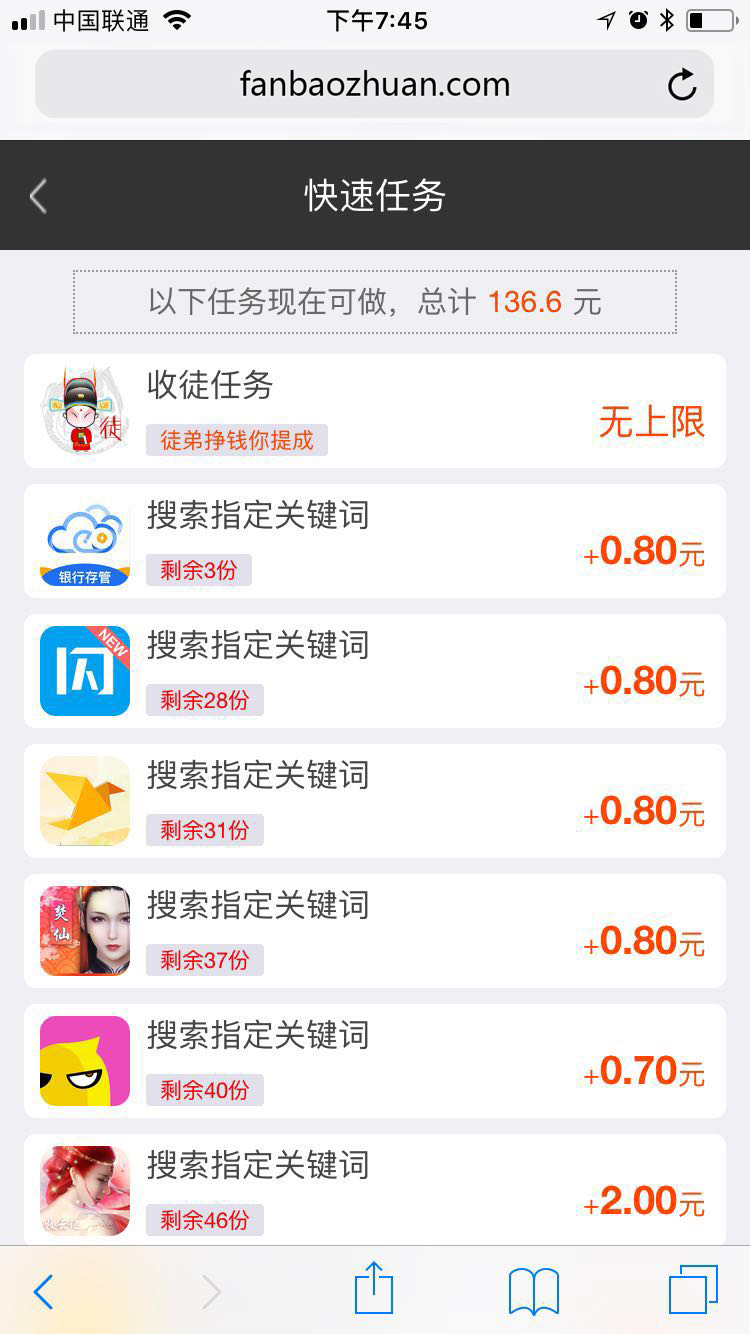 中国联通
下午7:45
fanbaozhuan.com
快速任务
以下任务现在可做，总计 136.6 元
徒
收徒任务
徒弟挣钱你提成
无上限
银行存管
搜索指定关键词
剩余3份
+0.80元
闪
NEW
搜索指定关键词
剩余28份
+0.80元
搜索指定关键词
剩余31份
+0.80元
焚仙
搜索指定关键词
剩余37份
+0.80元
搜索指定关键词
剩余40份
+0.70元
搜索指定关键词
剩余46份
+2.00元